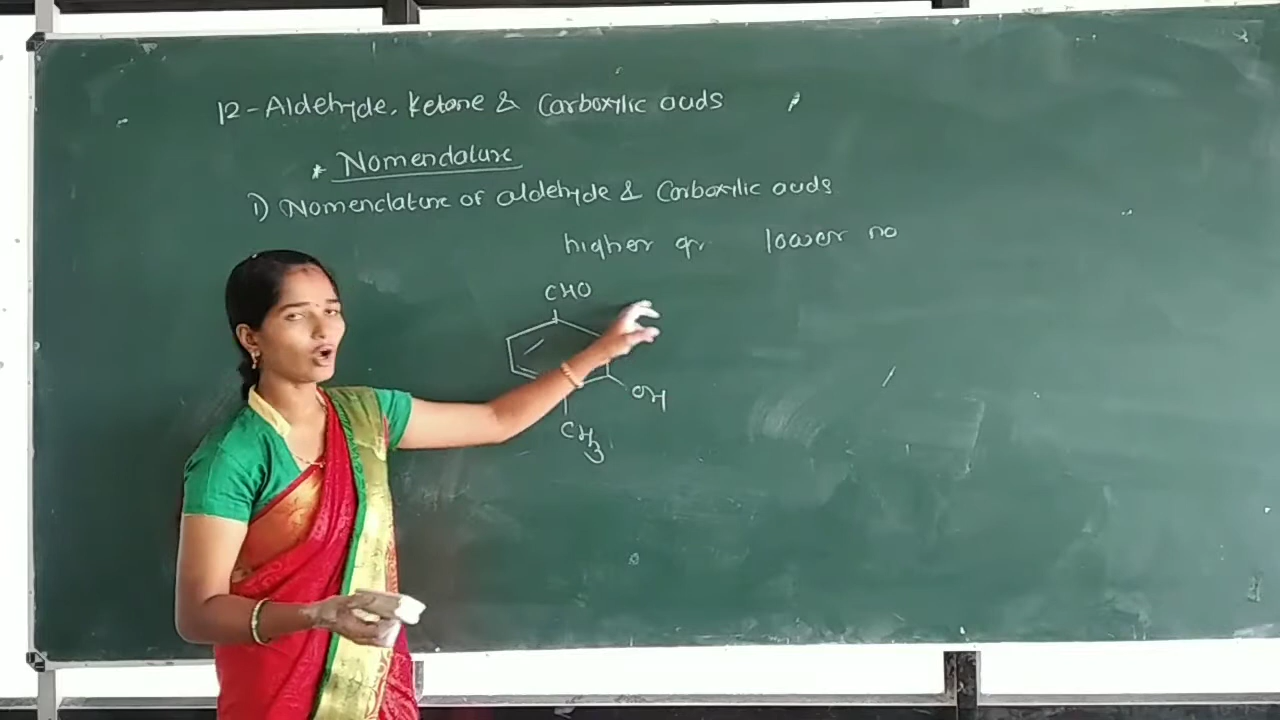 12-Aldehyde, Ketone & Carboxylic acids
* Nomenclature
1) Nomenclature of aldehyde & Carboxylic acids
higher gr. lower no
CHO
OH
CH3